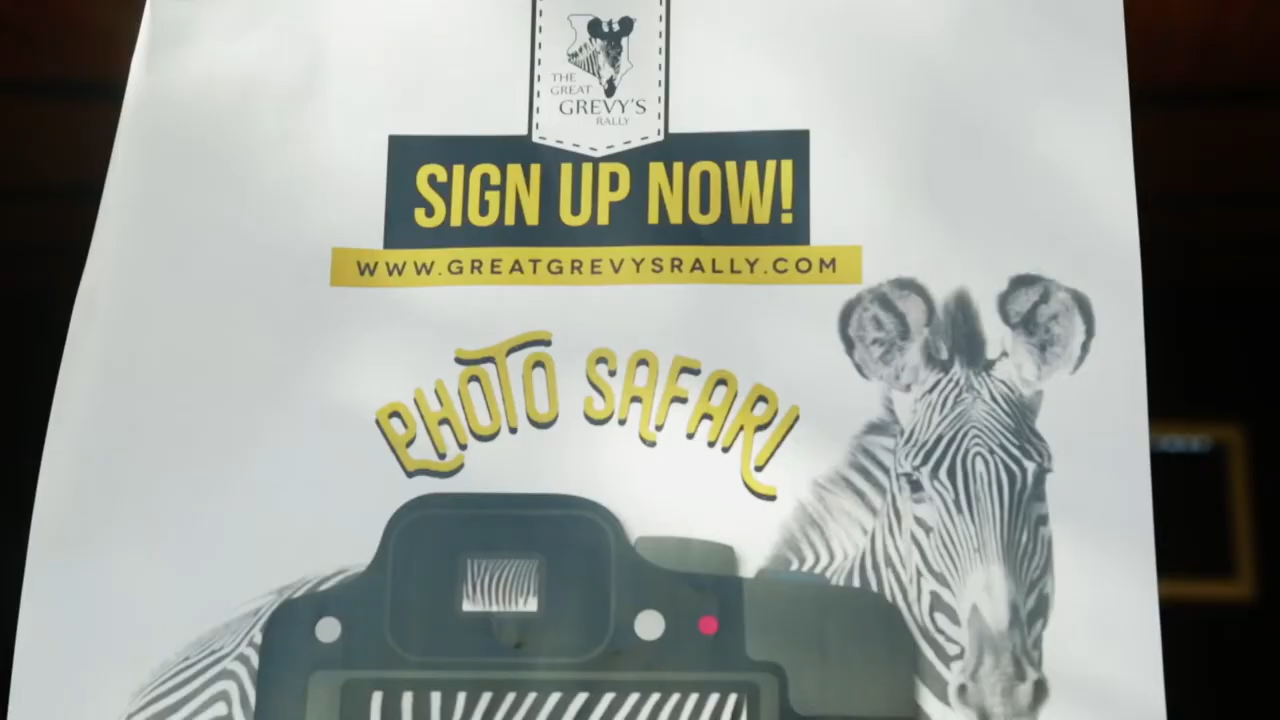 THE
GREAT
GREVY'S
RALLY
SIGN UP NOW!
WWW.GREATGREVYSRALLY.COM
PHOTO SAFARI